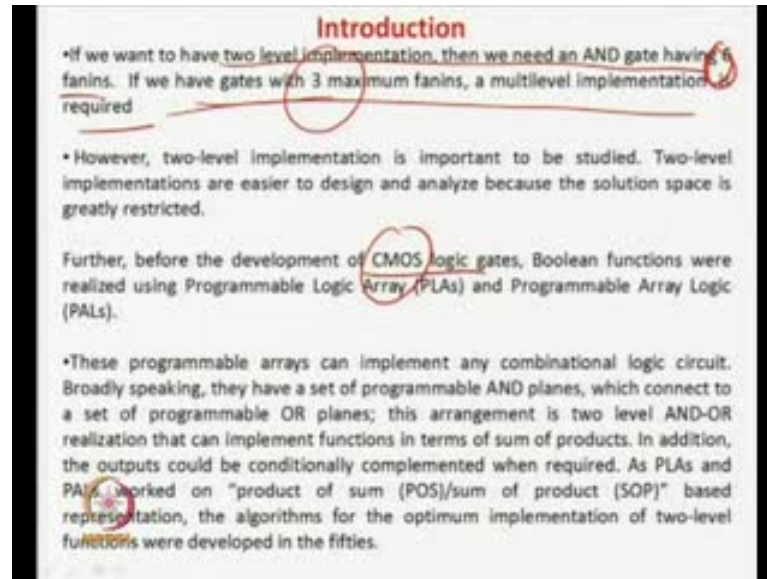 Introduction
•If we want to have two level implementation, then we need an AND gate having 6
fanins. If we have gates with 3 maximum fanins, a multilevel implementation is
required
• However, two-level implementation is important to be studied. Two-level
implementations are easier to design and analyze because the solution space is
greatly restricted.
Further, before the development of CMOS logic gates, Boolean functions were
realized using Programmable Logic Array (PLAs) and Programmable Array Logic
(PALs).
•These programmable arrays can implement any combinational logic circuit.
Broadly speaking, they have a set of programmable AND planes, which connect to
a set of programmable OR planes; this arrangement is two level AND-OR
realization that can implement functions in terms of sum of products. In addition,
the outputs could be conditionally complemented when required. As PLAs and
PALs worked on "product of sum (POS)/sum of product (SOP)" based
representation, the algorithms for the optimum implementation of two-level
functions were developed in the fifties.